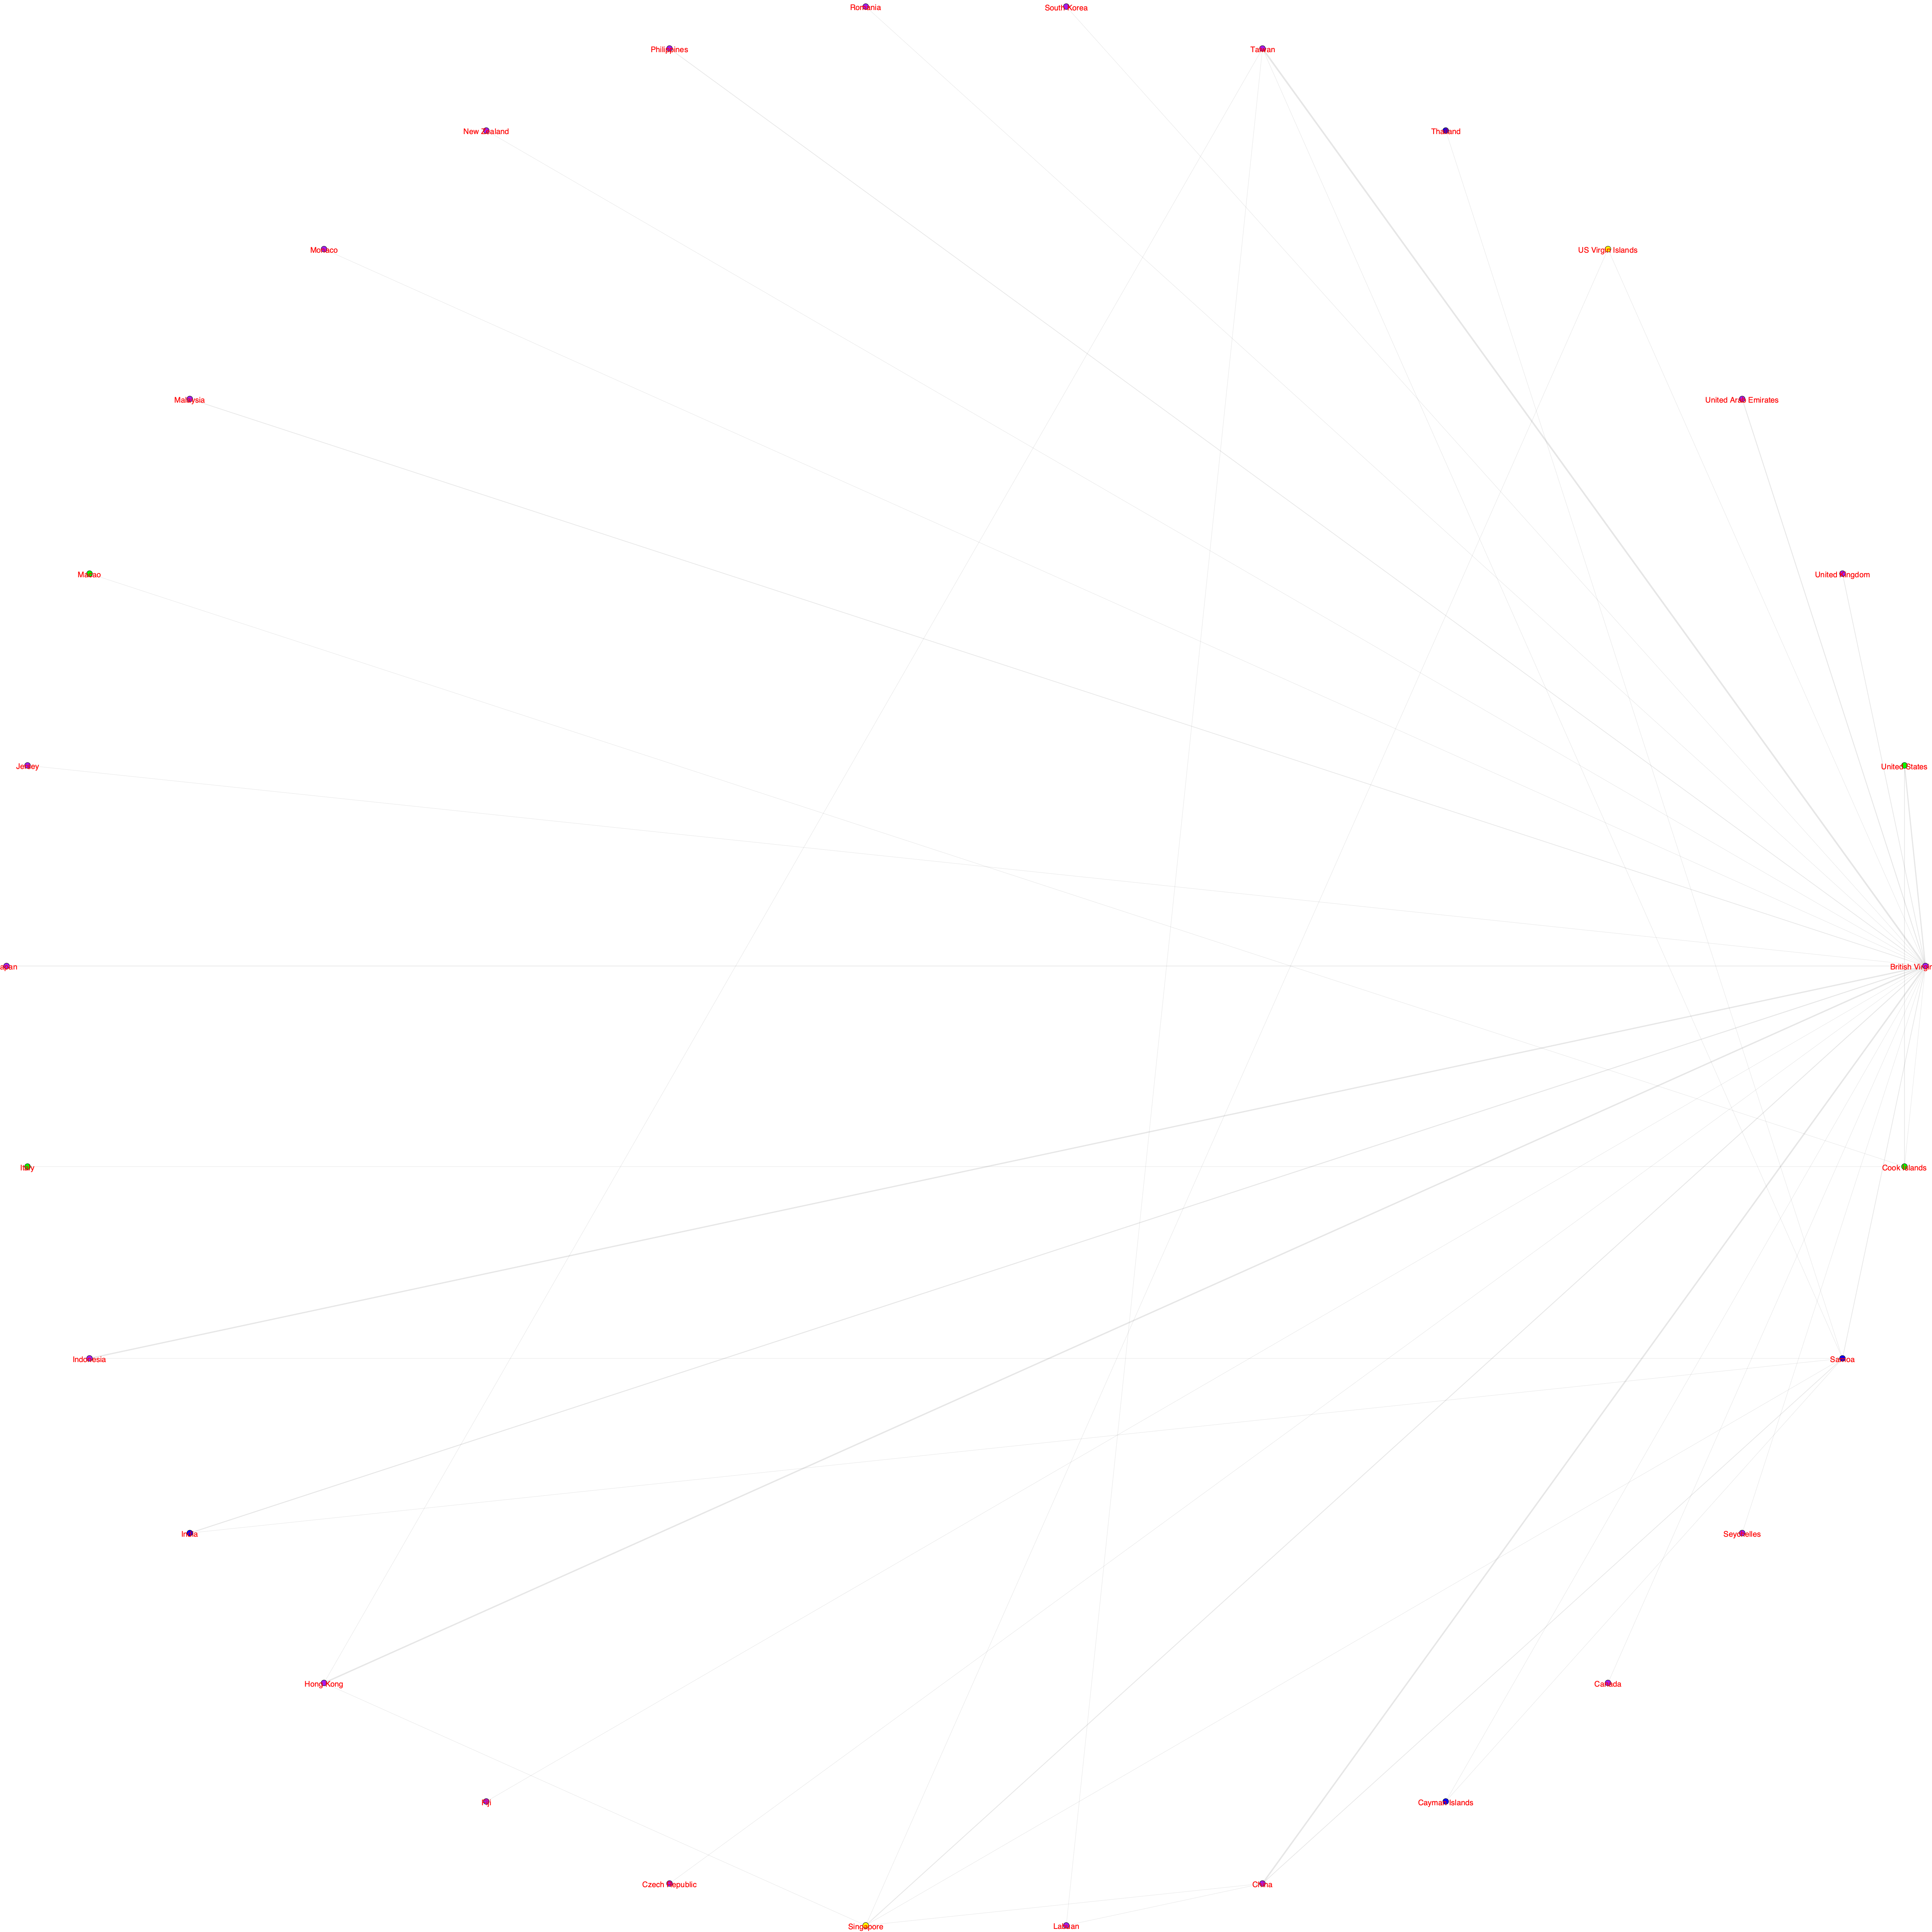 Romania
South Korea
Philippines
Taiwan
New Zealand
Thailand
Monaco
US Virgin Islands
Malaysia
United Arab Emirates
Macao
United Kingdom
Jersey
United States
apan
British Virgin
Italy
Cook Islands
Indonesia
Samoa
India
Seychelles
Hong Kong
Canada
Fiji
Cayman Islands
Czech Republic
China
Singapore
Labuan